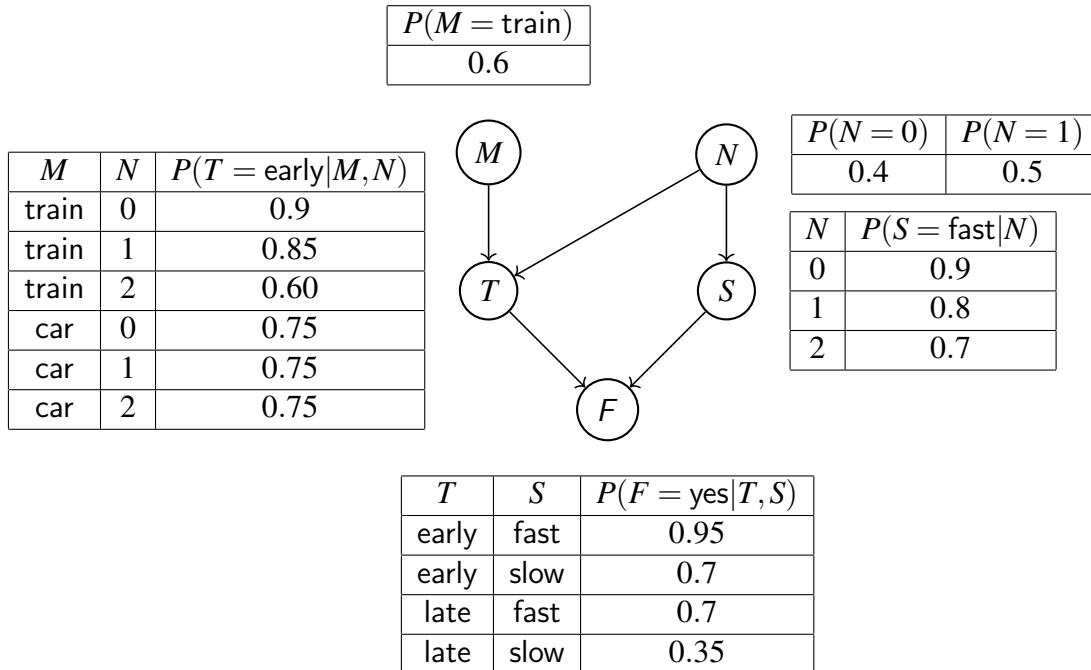 P(M = train)
0.6
M
N
P(N = 0) P(N = 1)
0.4 0.5
M N P(T = early|M,N)
train 0 0.9
train 1 0.85
train 2 0.60
car 0 0.75
car 1 0.75
car 2 0.75
N P(S = fast|N)
0 0.9
1 0.8
2 0.7
T
S
F
T S P(F = yes|T,S)
early fast 0.95
early slow 0.7
late fast 0.7
late slow 0.35